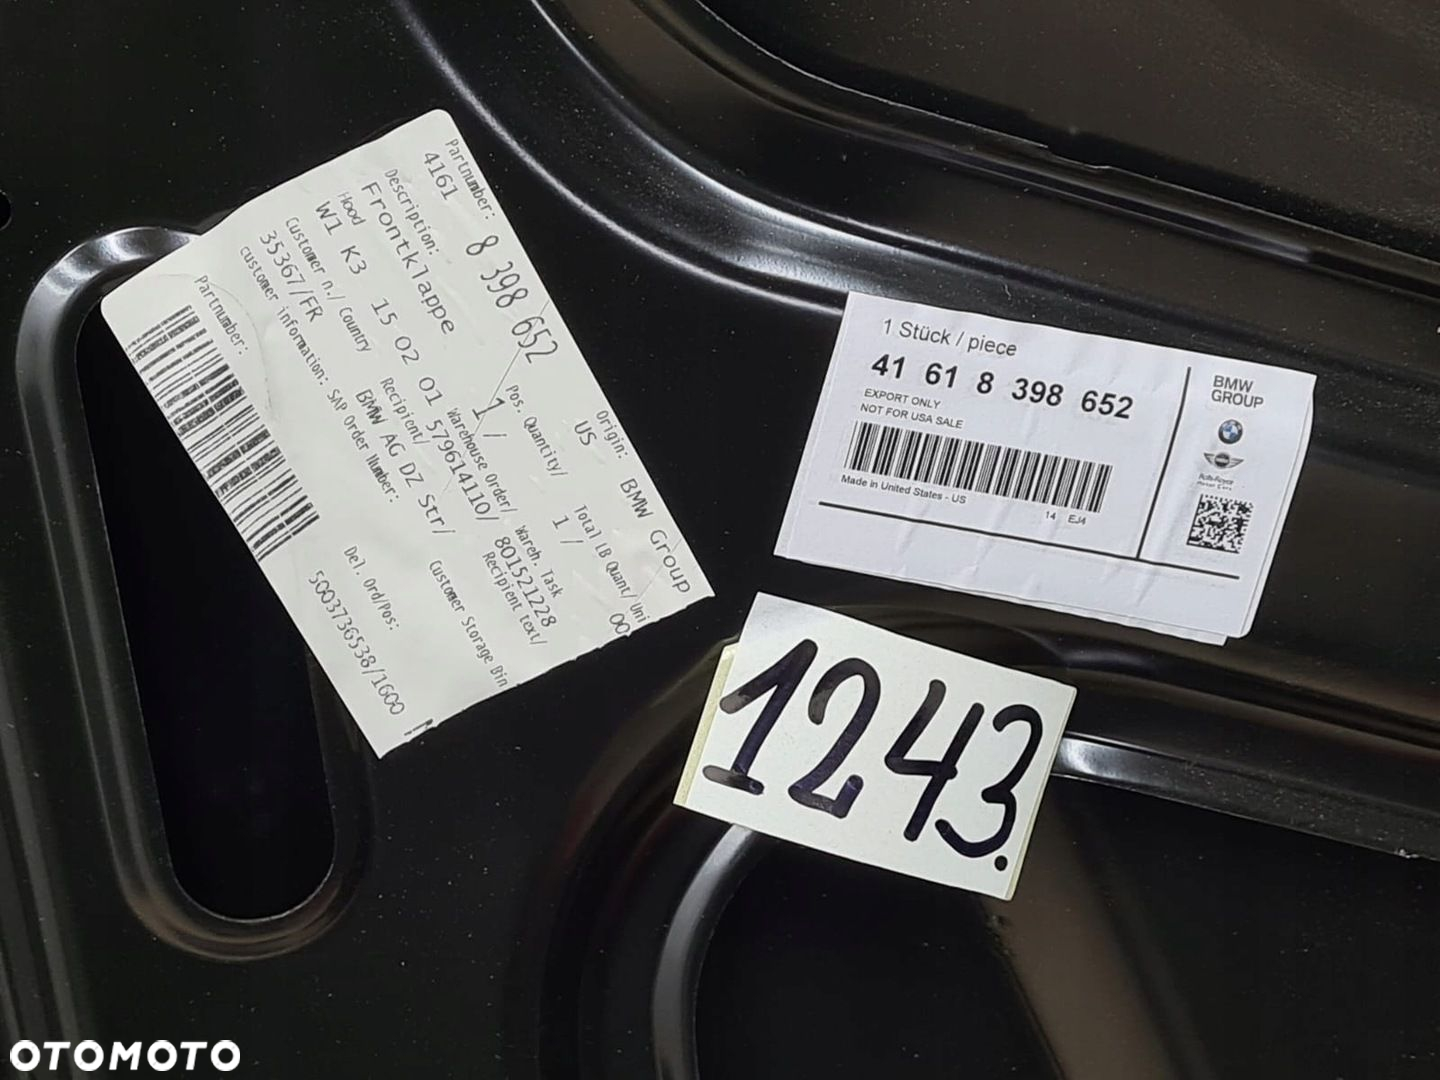 Partnumber:
4161 8 398 652
Origin:
US
BMW Group
Description:
Frontklappe
Hood
Pos. Quantity/
1 /
Total LB Quant/ Uni
1 /
00
W1 K3 15-02 01
Customer n./ Country
35367/FR
Recipient/
BMW AG DZ Str/
Warehouse Order/
579614110/
Wareh. Task
801521228
Recipient text/
customer information: SAP Order Number:
Customer Storage Bin
Partnumber:
Del. Ord/Pos:
5003736538/1600
1 Stück / piece
41 61 8 398 652
EXPORT ONLY
NOT FOR USA SALE
Made in United States - US
14 EJ4
BMW
GROUP
1243.
OTOMOTO